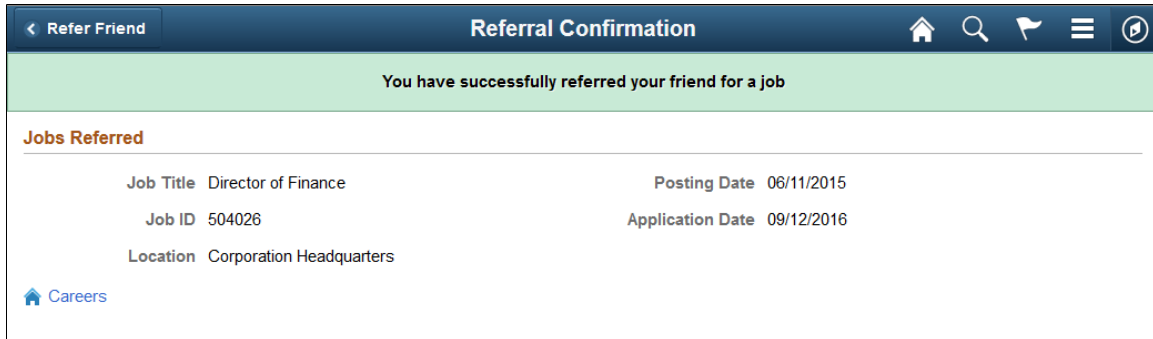 Refer Friend
Referral Confirmation
You have successfully referred your friend for a job
Jobs Referred
Job Title Director of Finance Posting Date 06/11/2015
Job ID 504026 Application Date 09/12/2016
Location Corporation Headquarters
Careers